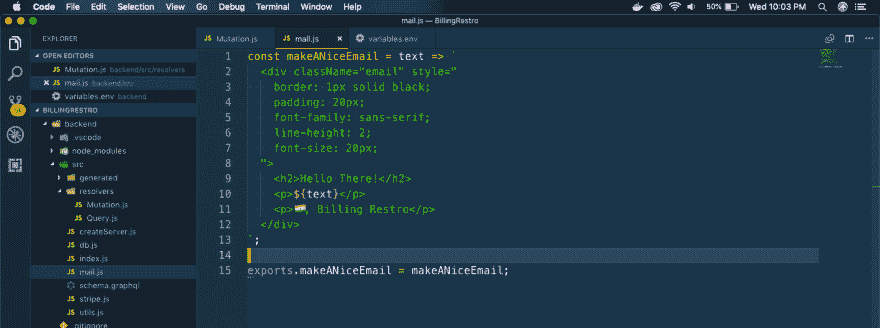 Code File Edit Selection View Go Debug Terminal Window Help 50% Wed 10:03 PM
mail.js — BillingRestro
EXPLORER
OPEN EDITORS
JS Mutation.js backend/src/resolvers
JS mail.js backend/src
variables.env backend
BILLINGRESTRO
backend
.vscode
node_modules
src
generated
resolvers
JS Mutation.js
JS Query.js
JS createServer.js
JS db.js
JS index.js
JS mail.js
schema.graphql
JS stripe.js
JS utils.js
.gitignore
JS Mutation.js JS mail.js variables.env
1 const makeANiceEmail = text => `
2 <div className="email" style="
3 border: 1px solid black;
4 padding: 20px;
5 font-family: sans-serif;
6 line-height: 2;
7 font-size: 20px;
8 ">
9 <h2>Hello There!</h2>
10 <p>${text}</p>
11 <p>💳, Billing Restro</p>
12 </div>
13 `;
14
15 exports.makeANiceEmail = makeANiceEmail;